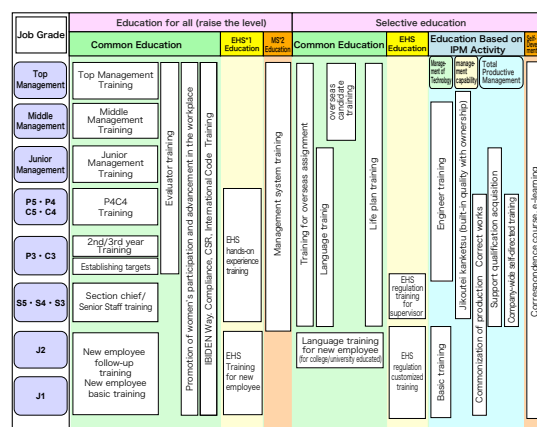 Job Grade
Education for all (raise the level)
Selective education
Common Education
EHS*1
Education
MS*2
Education
Common Education
EHS
Education
Education Based on
IPM Activity
Self-
Deve
ment
Manage-
ment of
Technology
manage-
ment
capability
Total
Productive
Management
Top
Management
Middle
Management
Junior
Management
P5・P4
C5・C4
P3・C3
S5・S4・S3
J2
J1
Top Management
Training
Middle
Management
Training
Junior
Management
Training
P4C4
Training
2nd/3rd year
Training
Establishing targets
Section chief/
Senior Staff training
New employee
follow-up
training
New employee
basic training
Evaluator training
Promotion of women's participation and advancement in the workplace
IBIDEN Way, Compliance, CSR, International Code Training
EHS
hands-on
experience
training
EHS
Training
for new
employee
Management system training
Training for overseas assignment
Language trainig
overseas
candidate
training
Life plan training
Language training
for new employee
(for college/university educated)
EHS
regulation
training
for
supervisor
EHS
regulation
customized
training
Engineer training
Basic training
Jikoutei kanketsu (built-in quality with ownership)
Commonization of production Correct works
Support qualification acquisition
Company-wide self-directed training
Correspondence course, e-learning